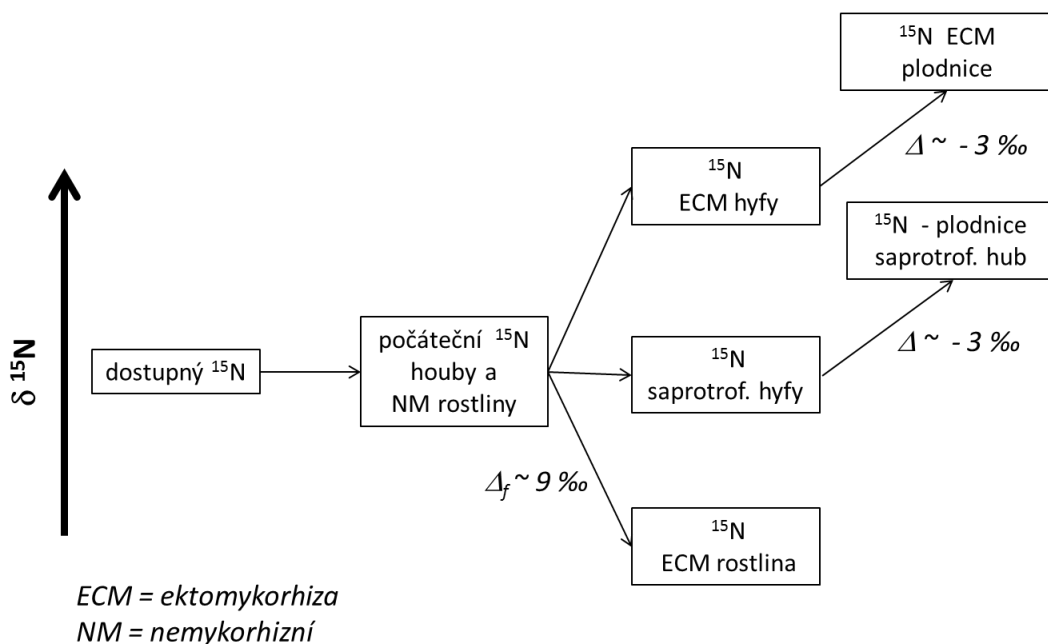 ¹⁵N ECM
plodnice
Δ ~ - 3 ‰
¹⁵N
ECM hyfy
¹⁵N - plodnice
saprotrof. hub
Δ ~ - 3 ‰
δ ¹⁵N
dostupný ¹⁵N
počáteční ¹⁵N
houby a
NM rostliny
¹⁵N
saprotrof. hyfy
Δf ~ 9 ‰
¹⁵N
ECM rostlina
ECM = ektomykorhiza
NM = nemykorhizní